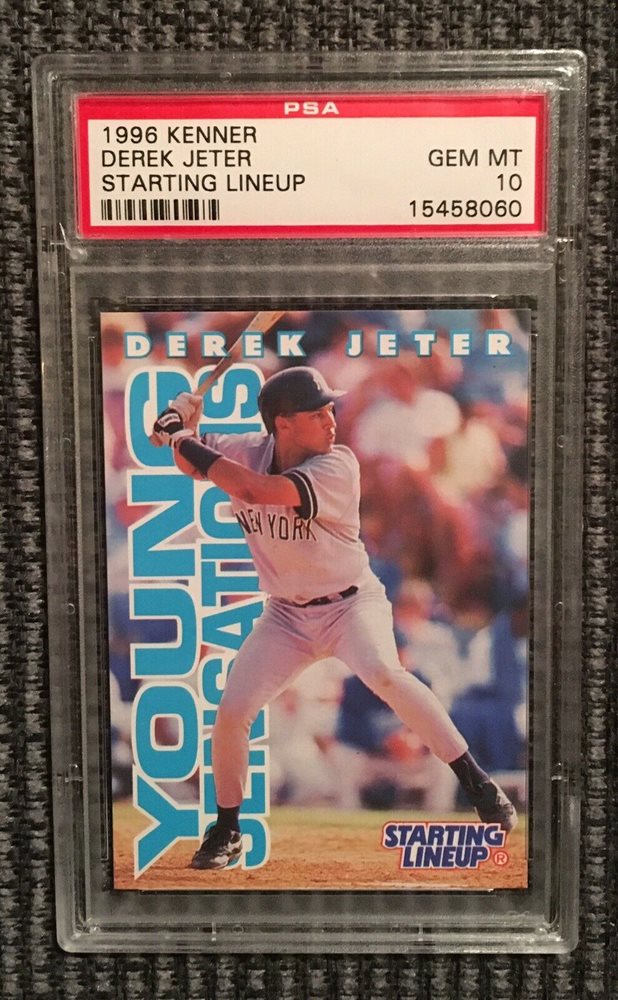 PSA
1996 KENNER
DEREK JETER
GEM MT
STARTING LINEUP
10
15458060
DEREK JETER
YOUNG
SENSATIONS
NEW YORK
STARTING
LINEUP ®